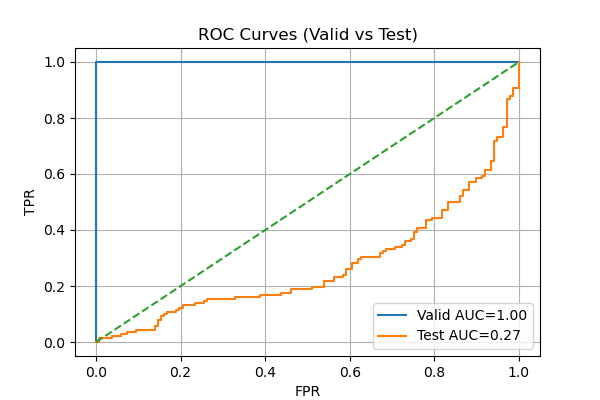 ROC Curves (Valid vs Test)
1.0
0.8
0.6
0.4
0.2
0.0
TPR
Valid AUC=1.00
Test AUC=0.27
0.0 0.2 0.4 0.6 0.8 1.0
FPR